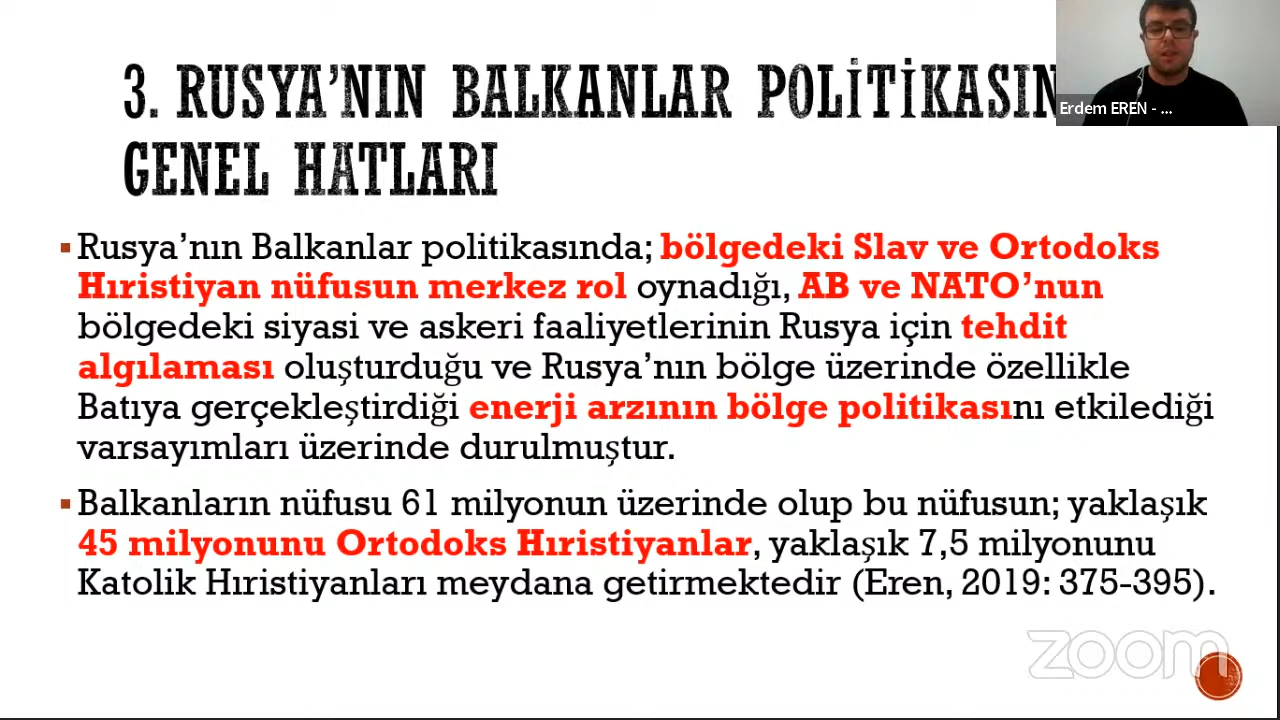 3. RUSYA’NIN BALKANLAR POLİTİKASIN
GENEL HATLARI
Erdem EREN - ...
Rusya’nın Balkanlar politikasında; bölgedeki Slav ve Ortodoks
Hıristiyan nüfusun merkez rol oynadığı, AB ve NATO’nun
bölgedeki siyasi ve askeri faaliyetlerinin Rusya için tehdit
algılaması oluşturduğu ve Rusya’nın bölge üzerinde özellikle
Batıya gerçekleştirdiği enerji arzının bölge politikasını etkilediği
varsayımları üzerinde durulmuştur.
Balkanların nüfusu 61 milyonun üzerinde olup bu nüfusun; yaklaşık
45 milyonunu Ortodoks Hıristiyanlar, yaklaşık 7,5 milyonunu
Katolik Hıristiyanları meydana getirmektedir (Eren, 2019: 375-395).
zoom